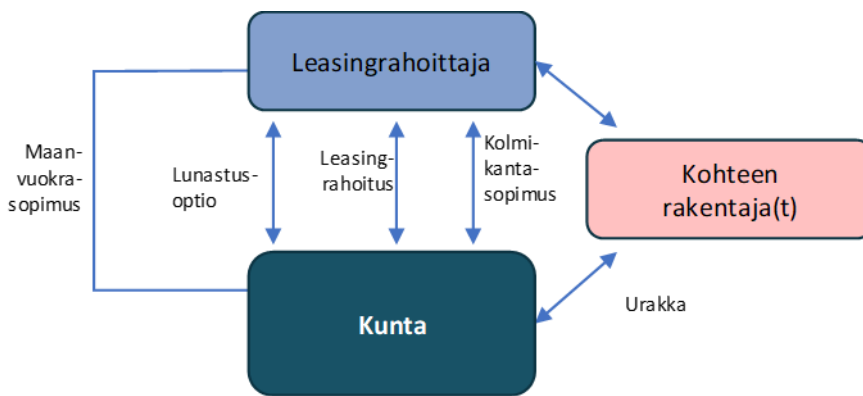 Leasingrahoittaja
Maan-
vuokra-
sopimus
Lunastus-
optio
Leasing-
rahoitus
Kolmi-
kanta-
sopimus
Kohteen
rakentaja(t)
Kunta
Urakka